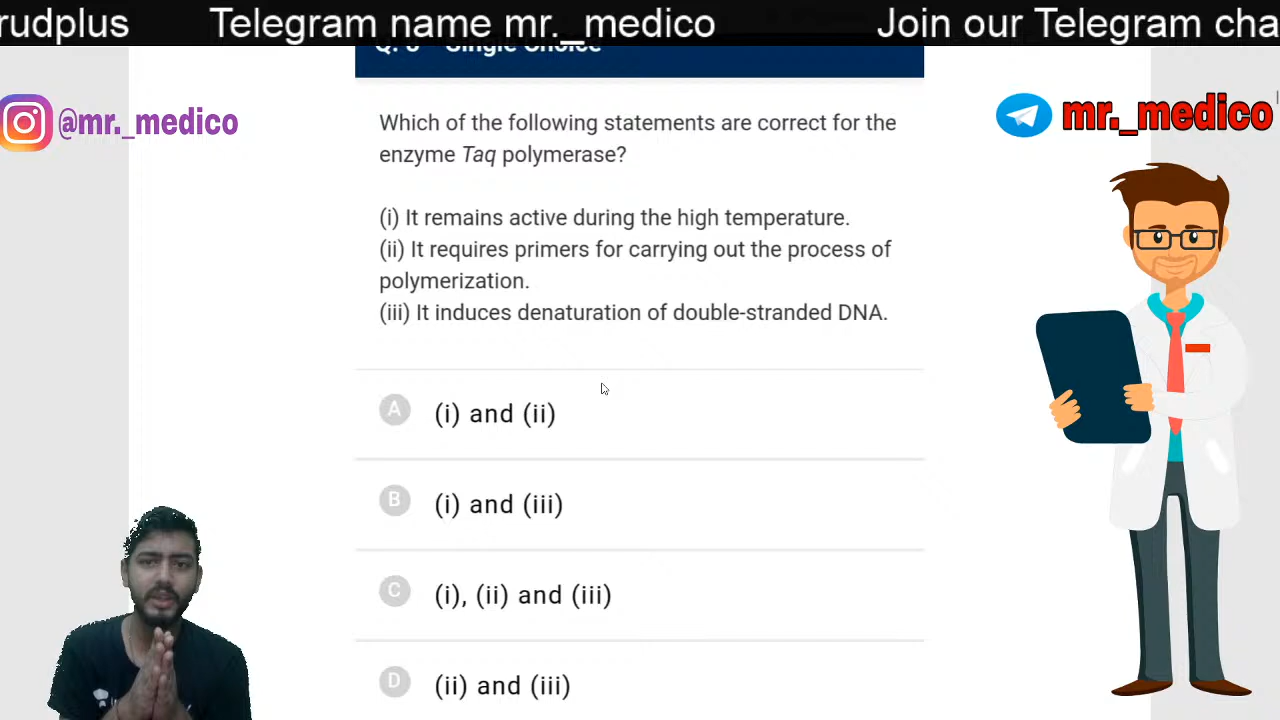 rudplus Telegram name mr._medico Join our Telegram cha
Single Choice
@mr._medico
mr._medico
Which of the following statements are correct for the
enzyme Taq polymerase?
(i) It remains active during the high temperature.
(ii) It requires primers for carrying out the process of
polymerization.
(iii) It induces denaturation of double-stranded DNA.
A (i) and (ii)
B (i) and (iii)
C (i), (ii) and (iii)
D (ii) and (iii)